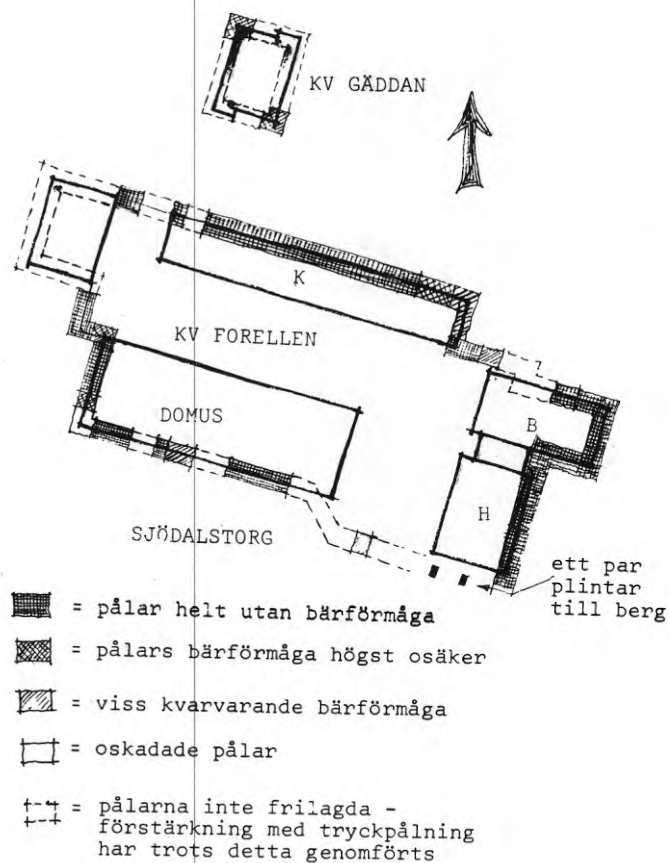 KV GÄDDAN
K
KV FORELLEN
DOMUS
B
H
SJÖDALSTORG
ett par
plintar
till berg
= pålar helt utan bärförmåga
= pålars bärförmåga högst osäker
= viss kvarvarande bärförmåga
= oskadade pålar
= pålarna inte frilagda -
förstärkning med tryckpålning
har trots detta genomförts